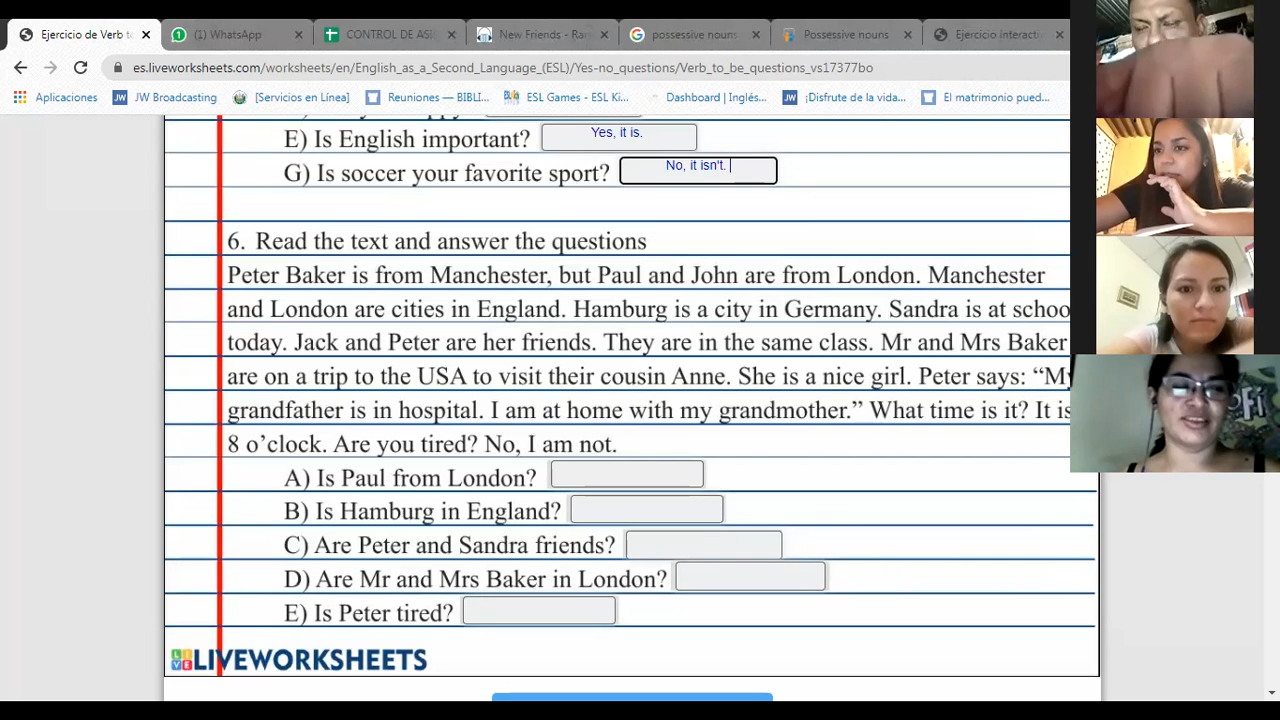 Ejercicio de Verb to
(1) WhatsApp
CONTROL DE ASI
New Friends - Ran
possessive nouns
Possessive nouns
Ejercicio interacti
es.liveworksheets.com/worksheets/en/English_as_a_Second_Language_(ESL)/Yes-no_questions/Verb_to_be_questions_vs17377bo
Aplicaciones
JW Broadcasting
[Servicios en Línea]
Reuniones — BIBLI...
ESL Games - ESL Ki...
Dashboard | Inglés...
¡Disfrute de la vida...
El matrimonio pued...
E) Is English important? Yes, it is.
G) Is soccer your favorite sport? No, it isn't.
6. Read the text and answer the questions
Peter Baker is from Manchester, but Paul and John are from London. Manchester
and London are cities in England. Hamburg is a city in Germany. Sandra is at schoo
today. Jack and Peter are her friends. They are in the same class. Mr and Mrs Baker
are on a trip to the USA to visit their cousin Anne. She is a nice girl. Peter says: “My
grandfather is in hospital. I am at home with my grandmother.” What time is it? It is
8 o’clock. Are you tired? No, I am not.
A) Is Paul from London?
B) Is Hamburg in England?
C) Are Peter and Sandra friends?
D) Are Mr and Mrs Baker in London?
E) Is Peter tired?
LIVEWORKSHEETS